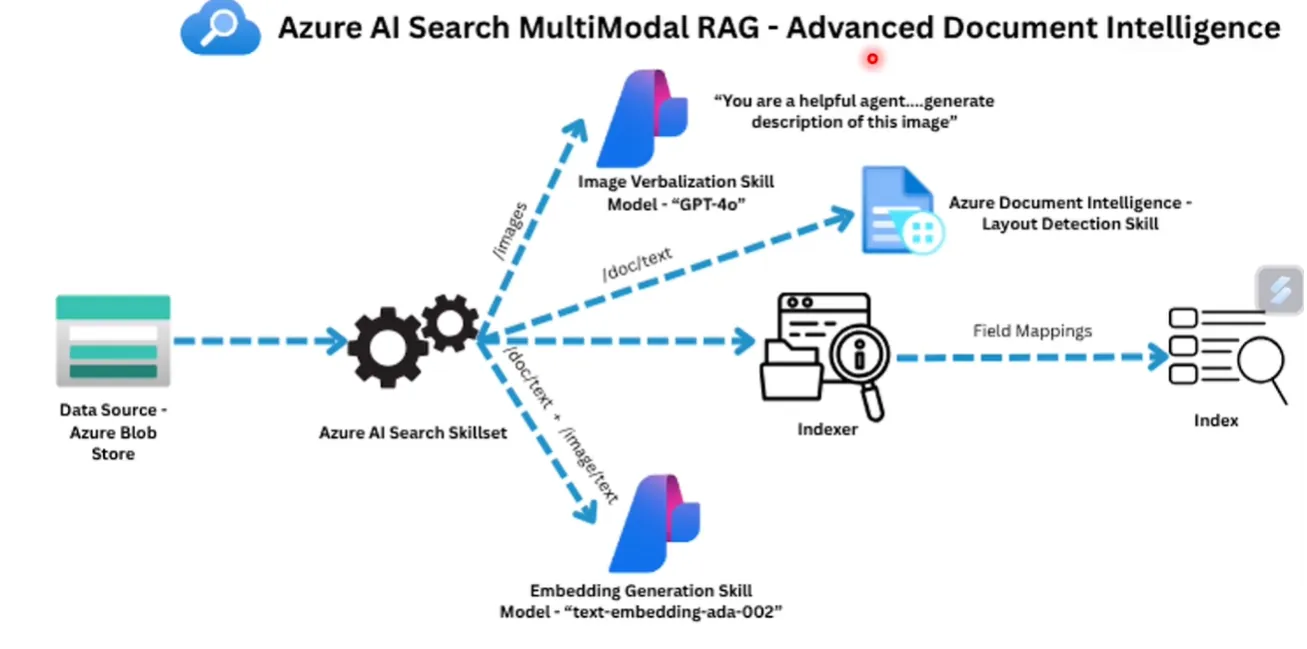 Azure AI Search MultiModal RAG - Advanced Document Intelligence
“You are a helpful agent....generate
description of this image”
Image Verbalization Skill
Model - “GPT-4o”
/images
Azure Document Intelligence -
Layout Detection Skill
/doc/text
Field Mappings
/doc/text + /image/text
Data Source -
Azure Blob
Store
Azure AI Search Skillset
Indexer
Index
Embedding Generation Skill
Model - “text-embedding-ada-002”